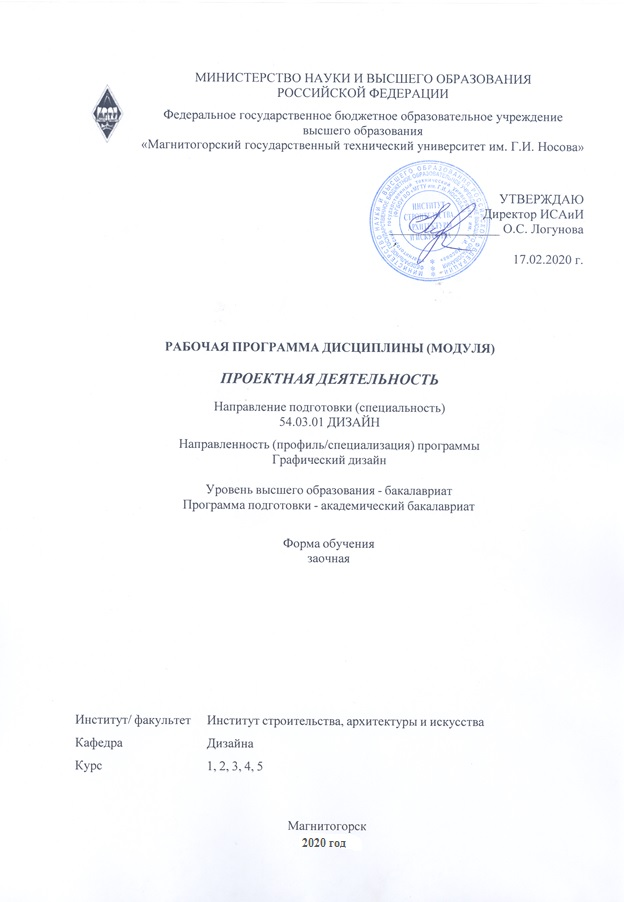 МИНИСТЕРСТВО НАУКИ И ВЫСШЕГО ОБРАЗОВАНИЯ
РОССИЙСКОЙ ФЕДЕРАЦИИ
Федеральное государственное бюджетное образовательное учреждение
высшего образования
«Магнитогорский государственный технический университет им. Г.И. Носова»
УТВЕРЖДАЮ
Директор ИСАиИ
О.С. Логунова
17.02.2020 г.
ИНСТИТУТ
РАБОЧАЯ ПРОГРАММА ДИСЦИПЛИНЫ (МОДУЛЯ)
ПРОЕКТНАЯ ДЕЯТЕЛЬНОСТЬ
Направление подготовки (специальность)
54.03.01 ДИЗАЙН
Направленность (профиль/специализация) программы
Графический дизайн
Уровень высшего образования - бакалавриат
Программа подготовки - академический бакалавриат
Форма обучения
заочная
Институт/ факультет Институт строительства, архитектуры и искусства
Кафедра Дизайна
Курс 1, 2, 3, 4, 5
Магнитогорск
2020 год